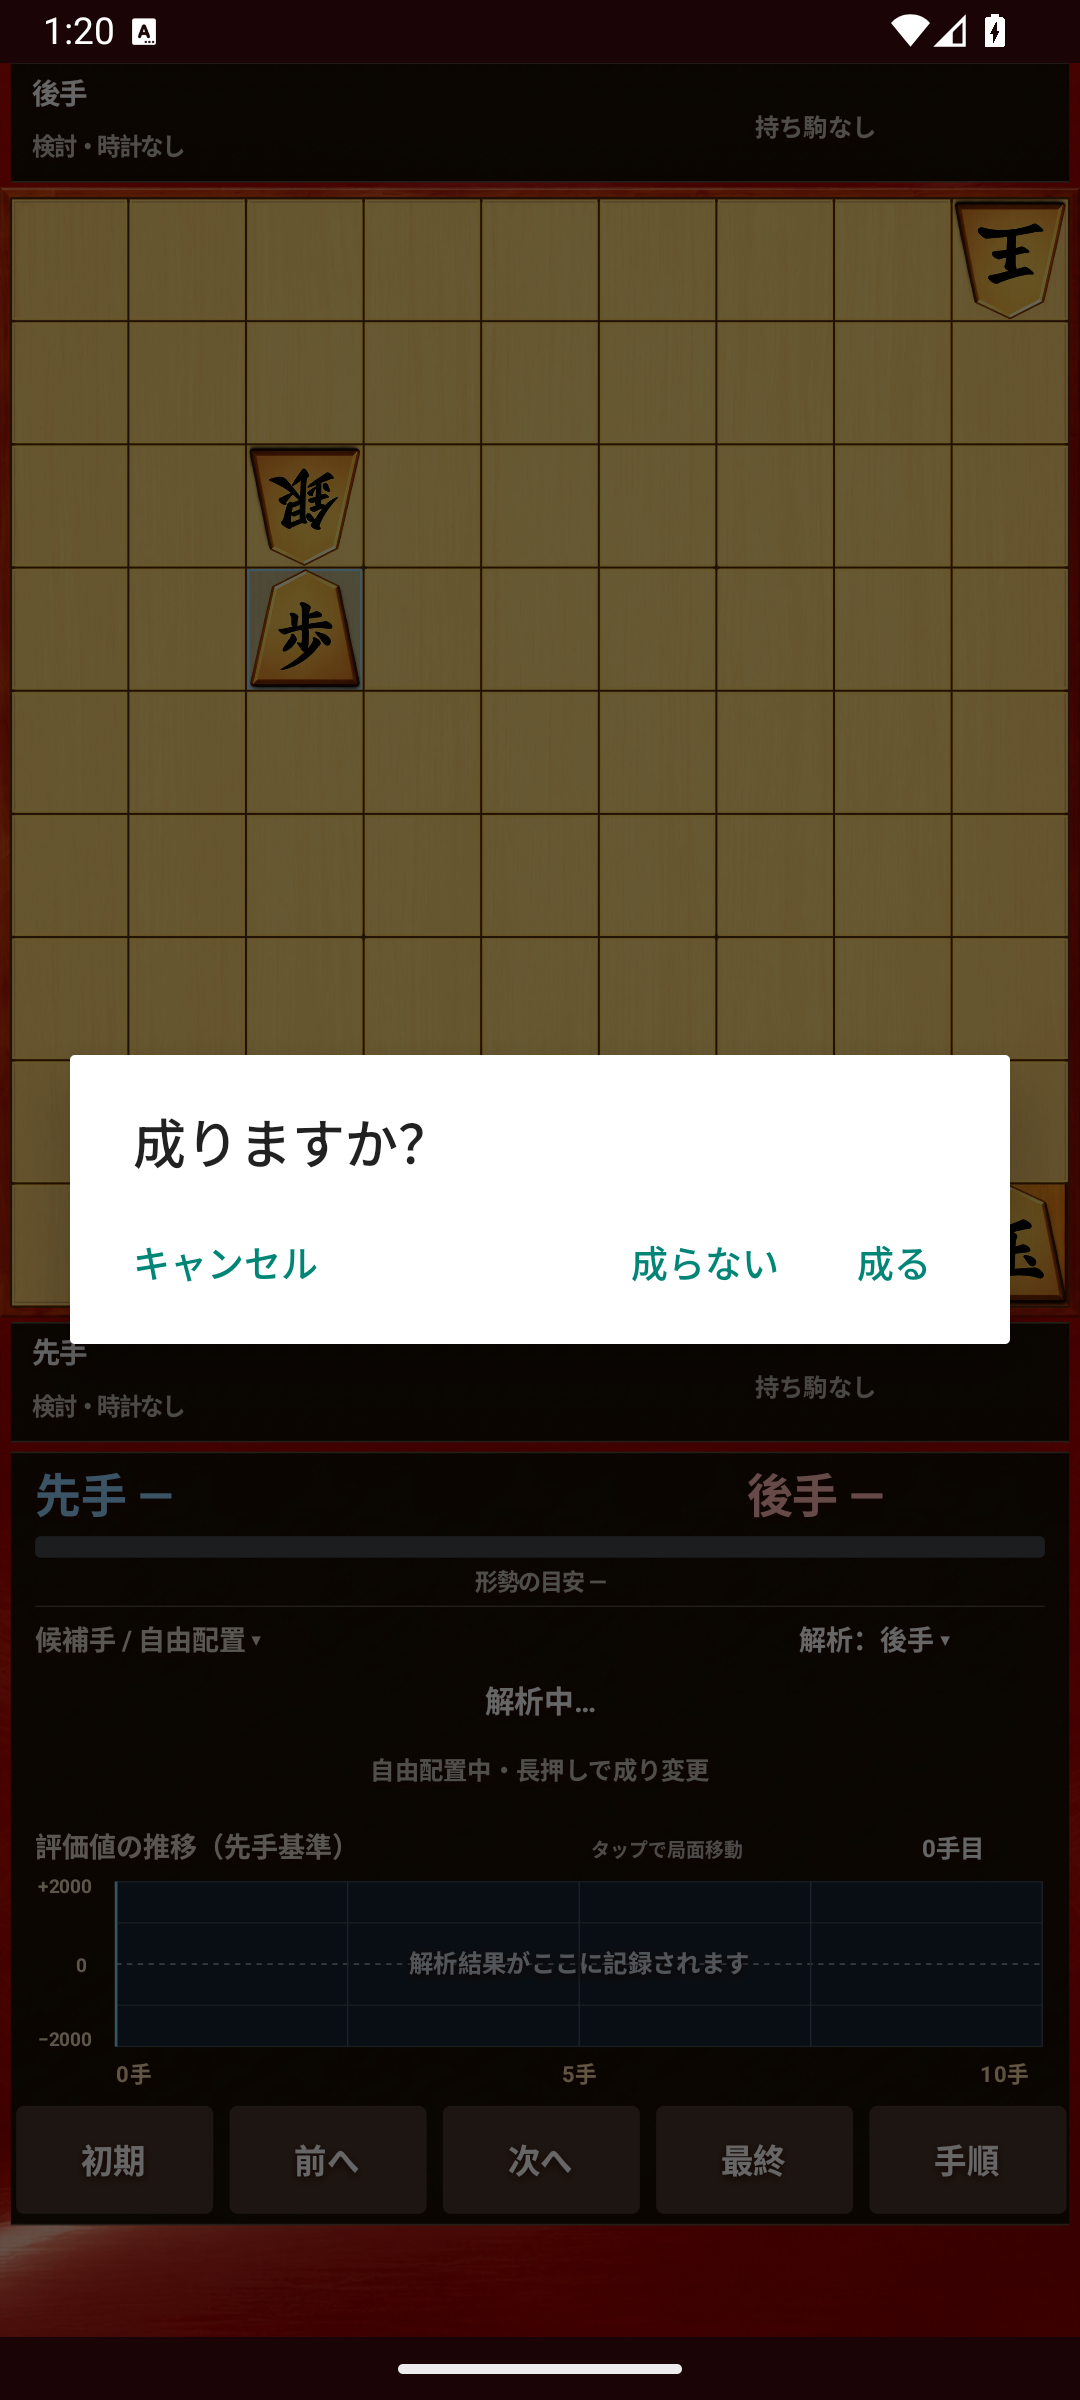 1:20 A
後手
検討・時計なし
持ち駒なし
王
銀
歩
成りますか?
キャンセル
成らない
成る
玉
先手
検討・時計なし
持ち駒なし
先手 —
後手 —
形勢の目安 —
候補手 / 自由配置 ▾
解析：後手 ▾
解析中…
自由配置中・長押しで成り変更
評価値の推移（先手基準）
タップで局面移動
0手目
+2000
0
−2000
解析結果がここに記録されます
0手
5手
10手
初期
前へ
次へ
最終
手順